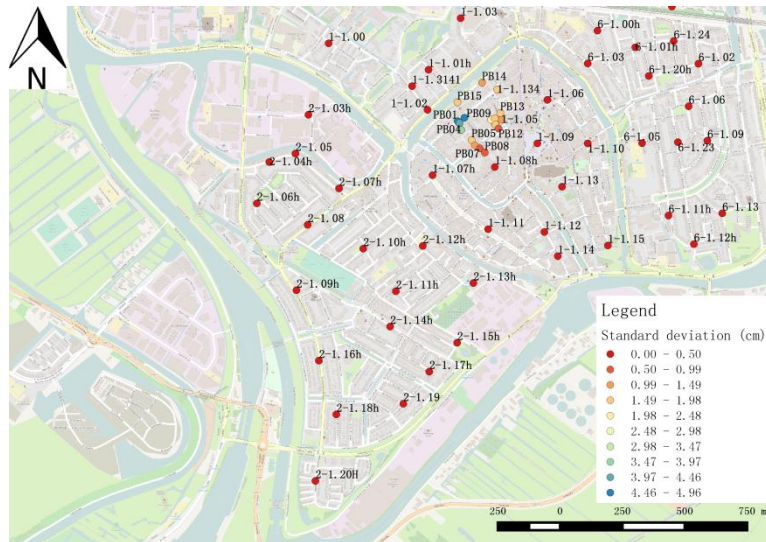 1-1.03
6-1.00h
6-1.24
1-1.00
6-1.01h
6-1.03
6-1.02
1-1.01h
6-1.20h
1-1.3141
PB14
1-1.134
PB15
1-1.06
6-1.06
1-1.02
2-1.03h
PB01
PB09
PB13
1-1.05
PB04
PB05
PB12
1-1.09
1-1.10
6-1.05
6-1.23
6-1.09
PB07
PB08
2-1.05
2-1.04h
1-1.07h
1-1.08h
2-1.07h
1-1.13
2-1.06h
6-1.11h
6-1.13
2-1.08
1-1.11
1-1.12
2-1.10h
2-1.12h
1-1.14
1-1.15
6-1.12h
2-1.09h
2-1.11h
2-1.13h
2-1.14h
2-1.15h
2-1.16h
2-1.17h
2-1.18h
2-1.19
2-1.20H
N
Legend
Standard deviation (cm)
0.00 - 0.50
0.50 - 0.99
0.99 - 1.49
1.49 - 1.98
1.98 - 2.48
2.48 - 2.98
2.98 - 3.47
3.47 - 3.97
3.97 - 4.46
4.46 - 4.96
250 0 250 500 750 m